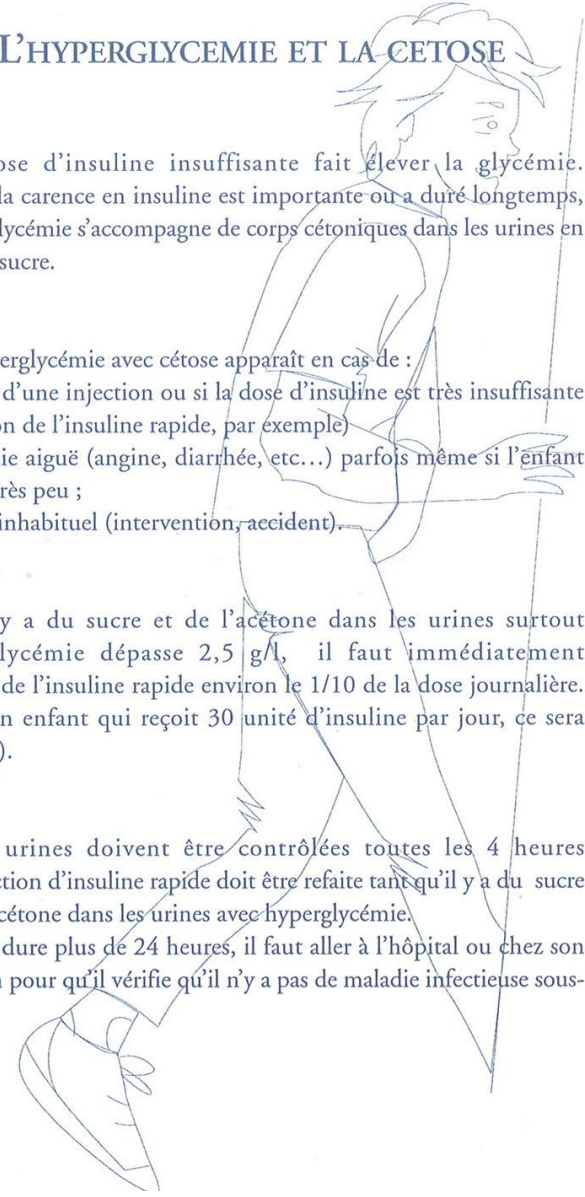 L'HYPERGLYCEMIE ET LA CETOSE
ose d'insuline insuffisante fait élever la glycémie.
la carence en insuline est importante ou a duré longtemps,
lycémie s'accompagne de corps cétoniques dans les urines en
sucre.
erglycémie avec cétose apparaît en cas de :
d'une injection ou si la dose d'insuline est très insuffisante
on de l'insuline rapide, par exemple)
ie aiguë (angine, diarrhée, etc...) parfois même si l'enfant
rès peu ;
inhabituel (intervention, accident).
y a du sucre et de l'acétone dans les urines surtout
lycémie dépasse 2,5 g/l, il faut immédiatement
de l'insuline rapide environ le 1/10 de la dose journalière.
n enfant qui reçoit 30 unité d'insuline par jour, ce sera
).
urines doivent être contrôlées toutes les 4 heures
ction d'insuline rapide doit être refaite tant qu'il y a du sucre
cétone dans les urines avec hyperglycémie.
dure plus de 24 heures, il faut aller à l'hôpital ou chez son
n pour qu'il vérifie qu'il n'y a pas de maladie infectieuse sous-